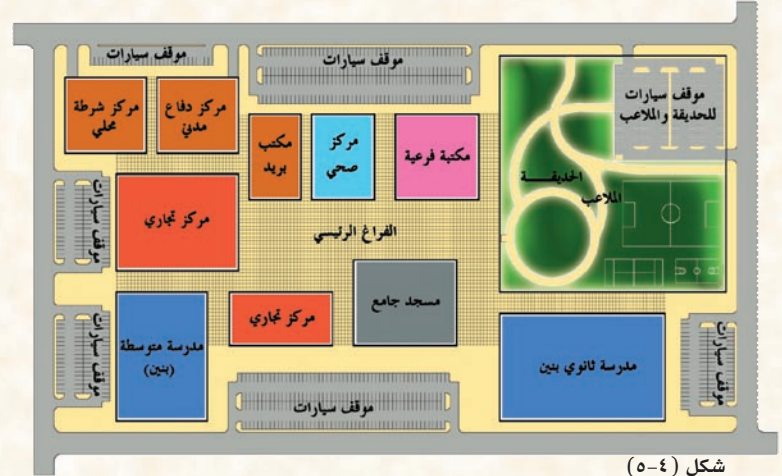 موقف سيارات
موقف سيارات
موقف سيارات
للحديقة والملاعب
مركز شرطة
محلي
مركز دفاع
مدني
مكتب
بريد
مركز
صحي
مكتبة فرعية
الحديقــــة
الملاعب
موقف سيارات
مركز تجاري
الفراغ الرئيسي
موقف سيارات
مدرسة متوسطة
(بنين)
مركز تجاري
مسجد جامع
مدرسة ثانوي بنين
موقف سيارات
موقف سيارات
شكل (٤-٥)